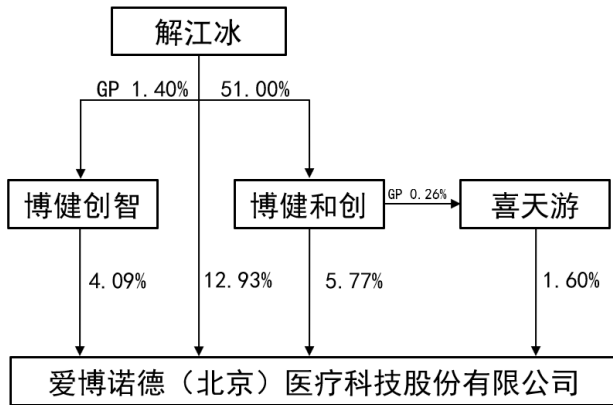 解江冰
GP 1.40% 51.00%
博健创智 博健和创 GP 0.26% 喜天游
4.09% 12.93% 5.77% 1.60%
爱博诺德（北京）医疗科技股份有限公司